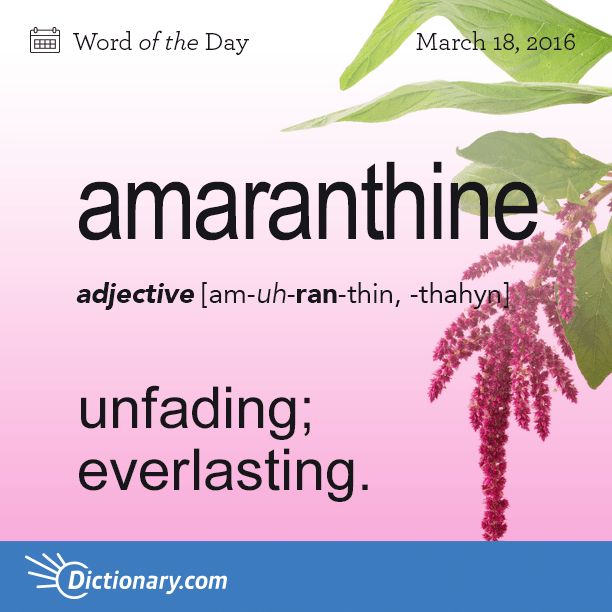 Word of the Day
March 18, 2016
amaranthine
adjective [am-uh-ran-thin, -thahyn]
unfading;
everlasting.
Dictionary.com